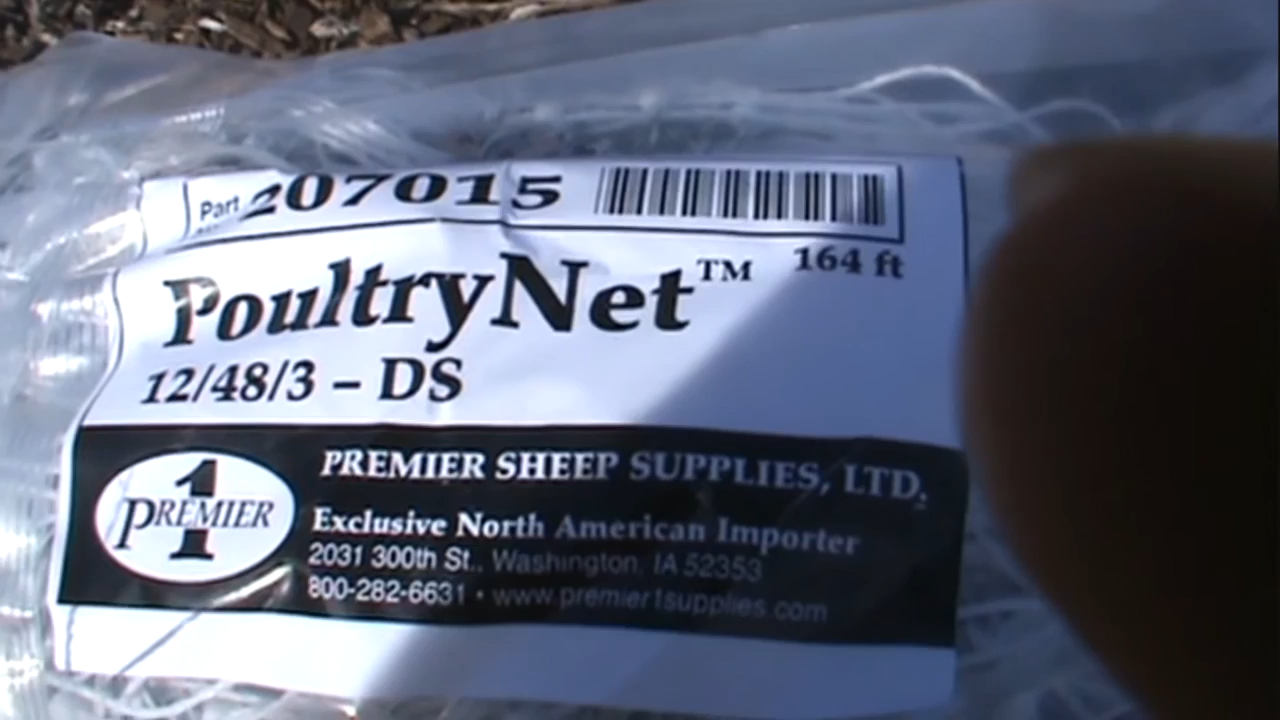 Part 207015
164 ft
PoultryNet™
12/48/3 – DS
1
PREMIER
PREMIER SHEEP SUPPLIES, LTD.
Exclusive North American Importer
2031 300th St., Washington, IA 52353
800-282-6631 • www.premier1supplies.com